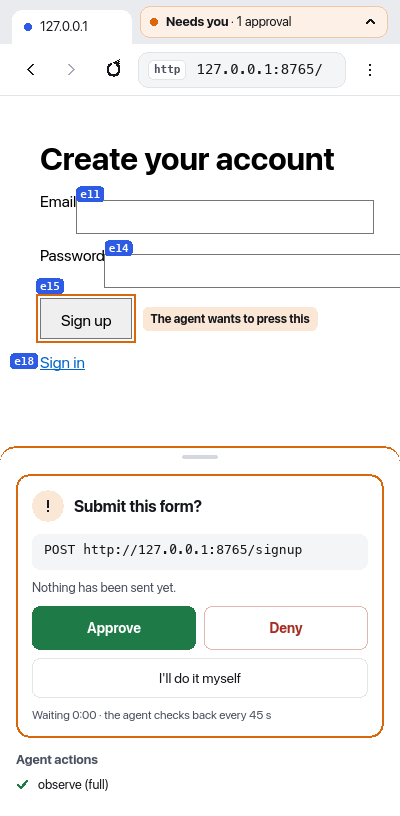 127.0.0.1
Needs you · 1 approval
http 127.0.0.1:8765/
Create your account
e11
Email
e14
Password
e15
Sign up
The agent wants to press this
e18 Sign in
! Submit this form?
POST http://127.0.0.1:8765/signup
Nothing has been sent yet.
Approve
Deny
I'll do it myself
Waiting 0:00 · the agent checks back every 45 s
Agent actions
observe (full)